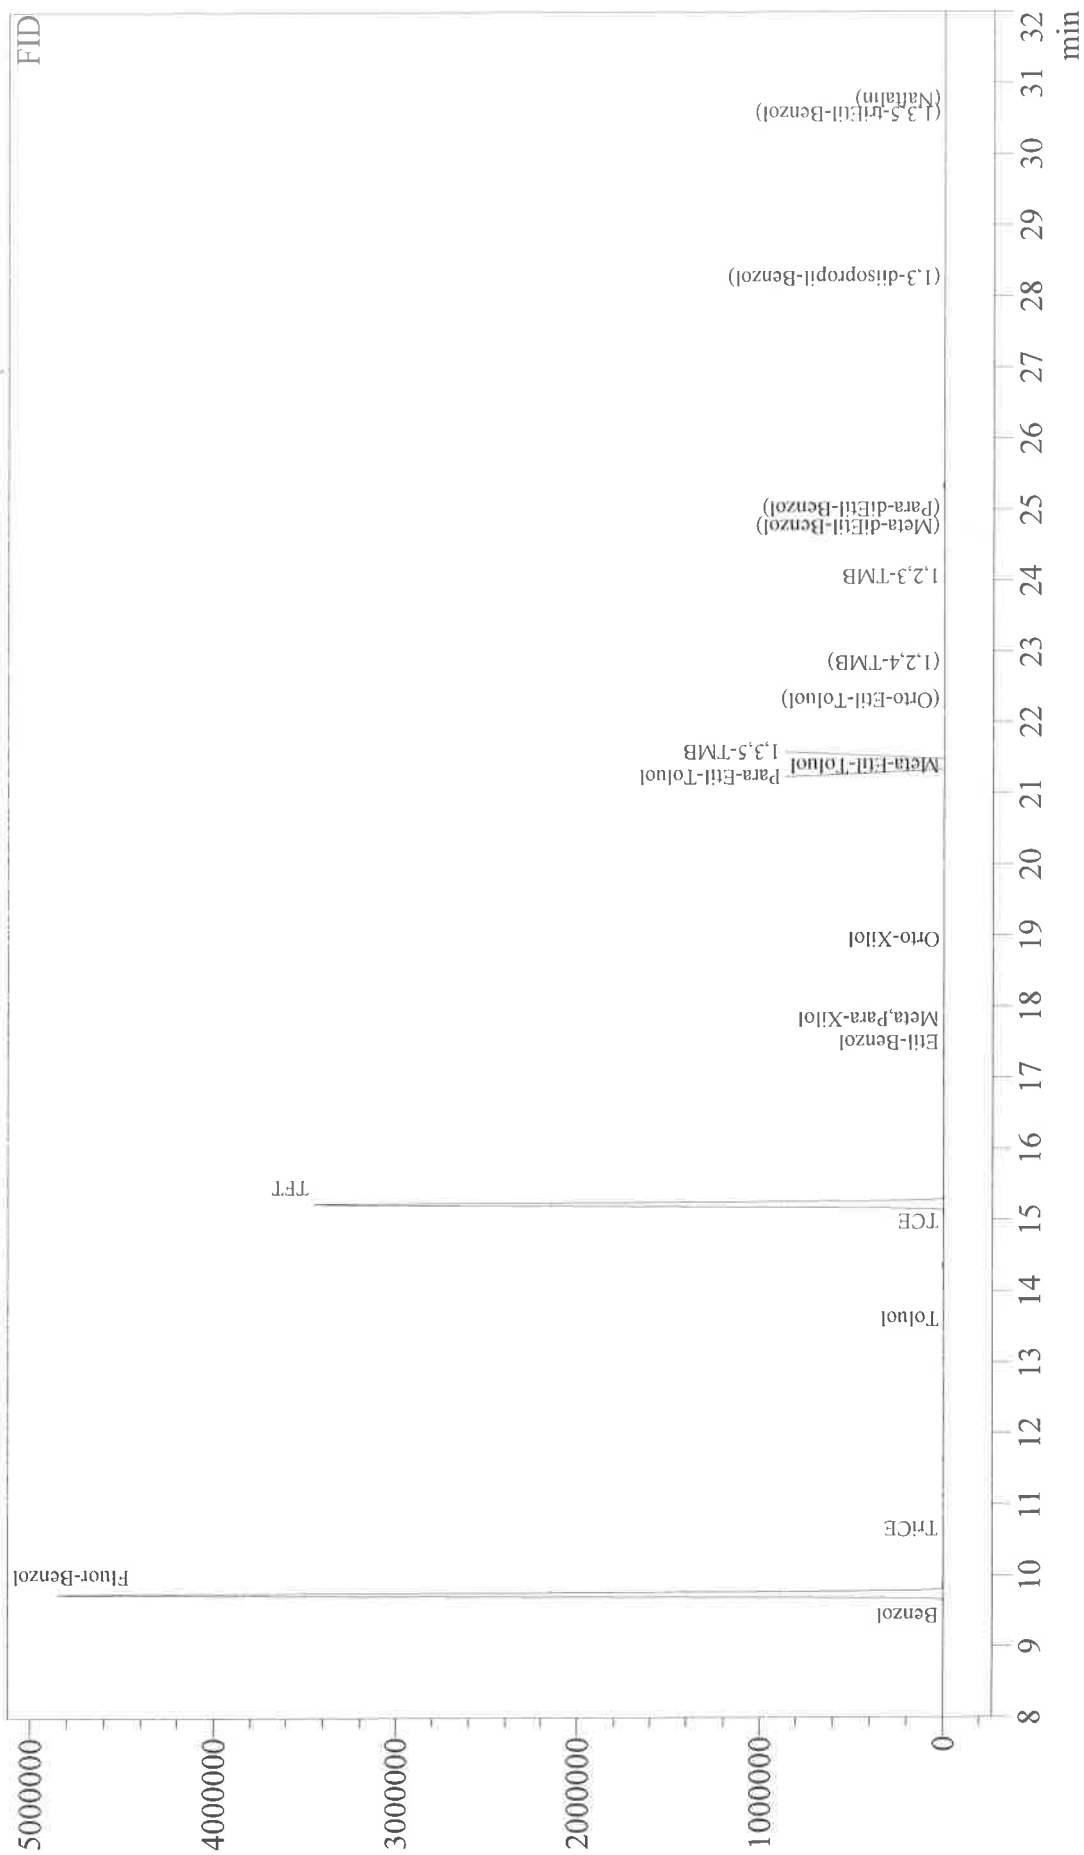 FID
5000000
4000000
3000000
2000000
1000000
0
Benzol
Fluor-Benzol
TriCE
Toluol
TCE
TFT
Etil-Benzol
Meta,Para-Xilol
Orto-Xilol
Para-Etil-Toluol
Meta-Etil-Toluol
1,3,5-TMB
(Orto-Etil-Toluol)
(1,2,4-TMB)
1,2,3-TMB
(Meta-diEtil-Benzol)
(Para-diEtil-Benzol)
(1,3-diisopropil-Benzol)
(1,3,5-triEtil-Benzol)
(Naftalin)
8
9
10
11
12
13
14
15
16
17
18
19
20
21
22
23
24
25
26
27
28
29
30
31
32
min